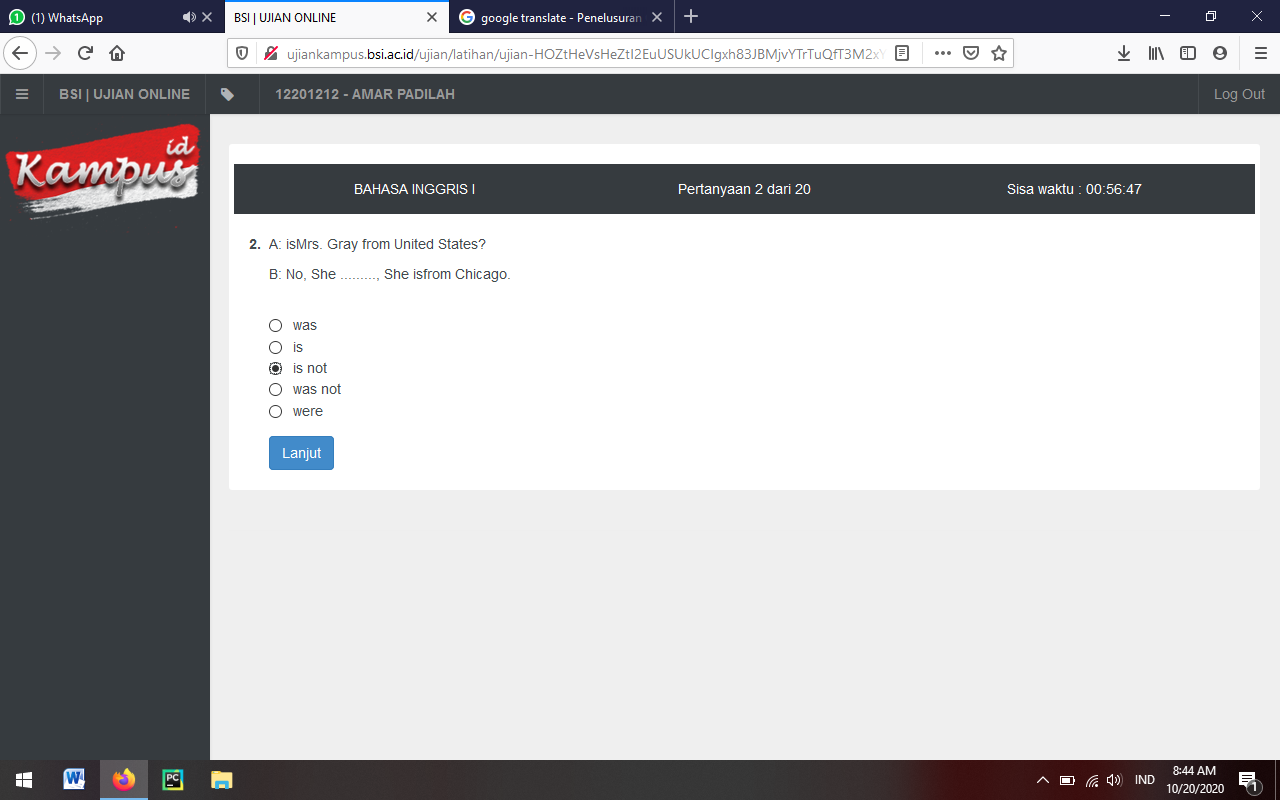 (1) WhatsApp
BSI | UJIAN ONLINE
google translate - Penelusuran
ujiankampus.bsi.ac.id/ujian/latihan/ujian-HOZtHeVsHeZtI2EuUSUkUCIgxh83JBMjvYTrTuQfT3M2xY
BSI | UJIAN ONLINE
12201212 - AMAR PADILAH
Log Out
Kampus id
BAHASA INGGRIS I
Pertanyaan 2 dari 20
Sisa waktu : 00:56:47
2. A: isMrs. Gray from United States?
B: No, She ........., She isfrom Chicago.
was
is
is not
was not
were
Lanjut
IND
8:44 AM
10/20/2020
1